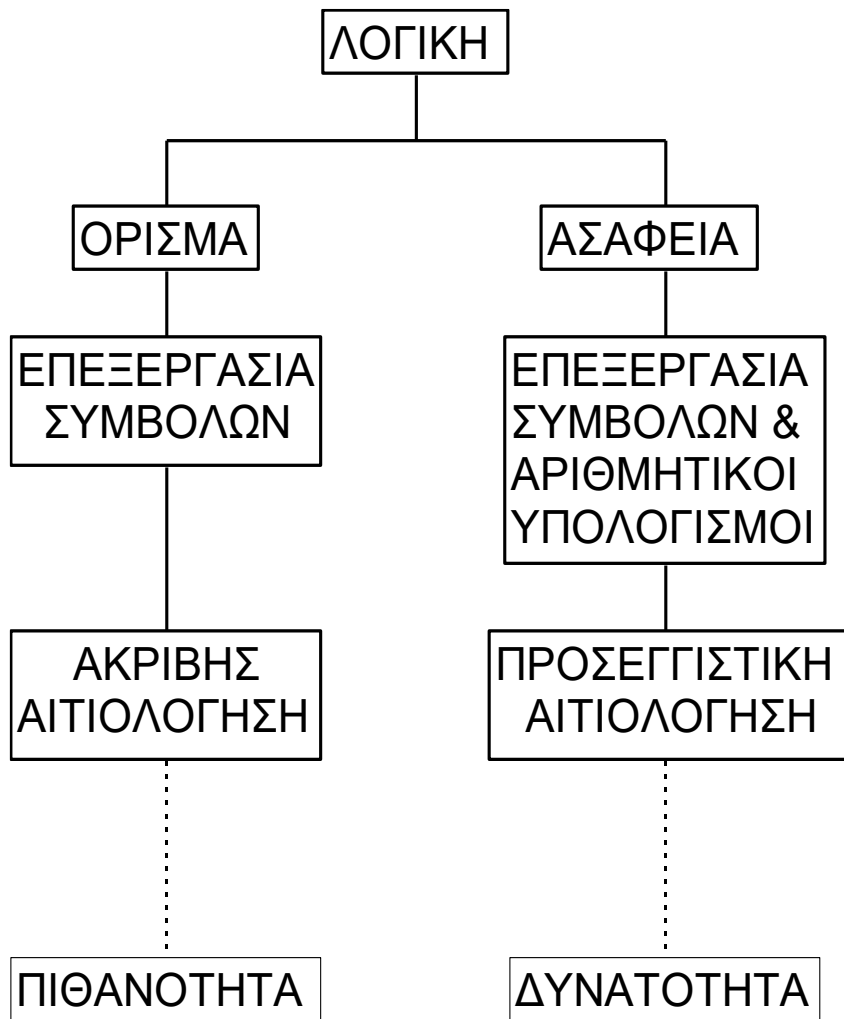 ΛΟΓΙΚΗ
ΟΡΙΣΜΑ
ΑΣΑΦΕΙΑ
ΕΠΕΞΕΡΓΑΣΙΑ
ΣΥΜΒΟΛΩΝ
ΕΠΕΞΕΡΓΑΣΙΑ
ΣΥΜΒΟΛΩΝ &
ΑΡΙΘΜΗΤΙΚΟΙ
ΥΠΟΛΟΓΙΣΜΟΙ
ΑΚΡΙΒΗΣ
ΑΙΤΙΟΛΟΓΗΣΗ
ΠΡΟΣΕΓΓΙΣΤΙΚΗ
ΑΙΤΙΟΛΟΓΗΣΗ
ΠΙΘΑΝΟΤΗΤΑ
ΔΥΝΑΤΟΤΗΤΑ